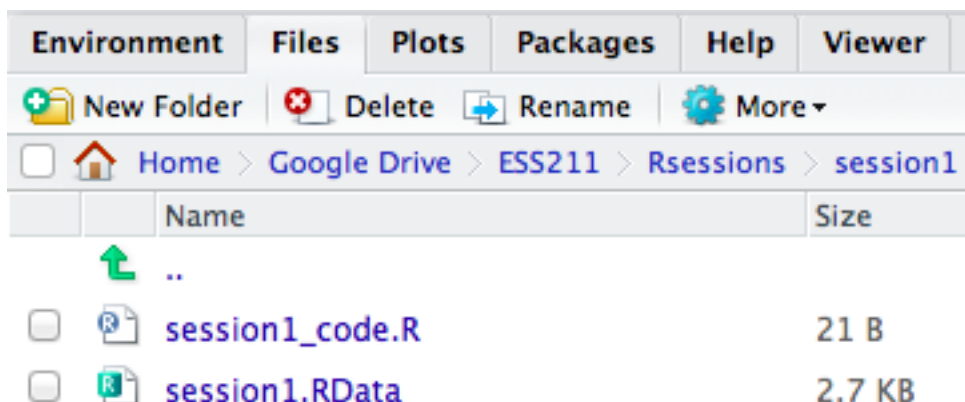 Environment Files Plots Packages Help Viewer
New Folder Delete Rename More
Home > Google Drive > ESS211 > Rsessions > session1
Name Size
..
session1_code.R 21 B
session1.RData 2.7 KB